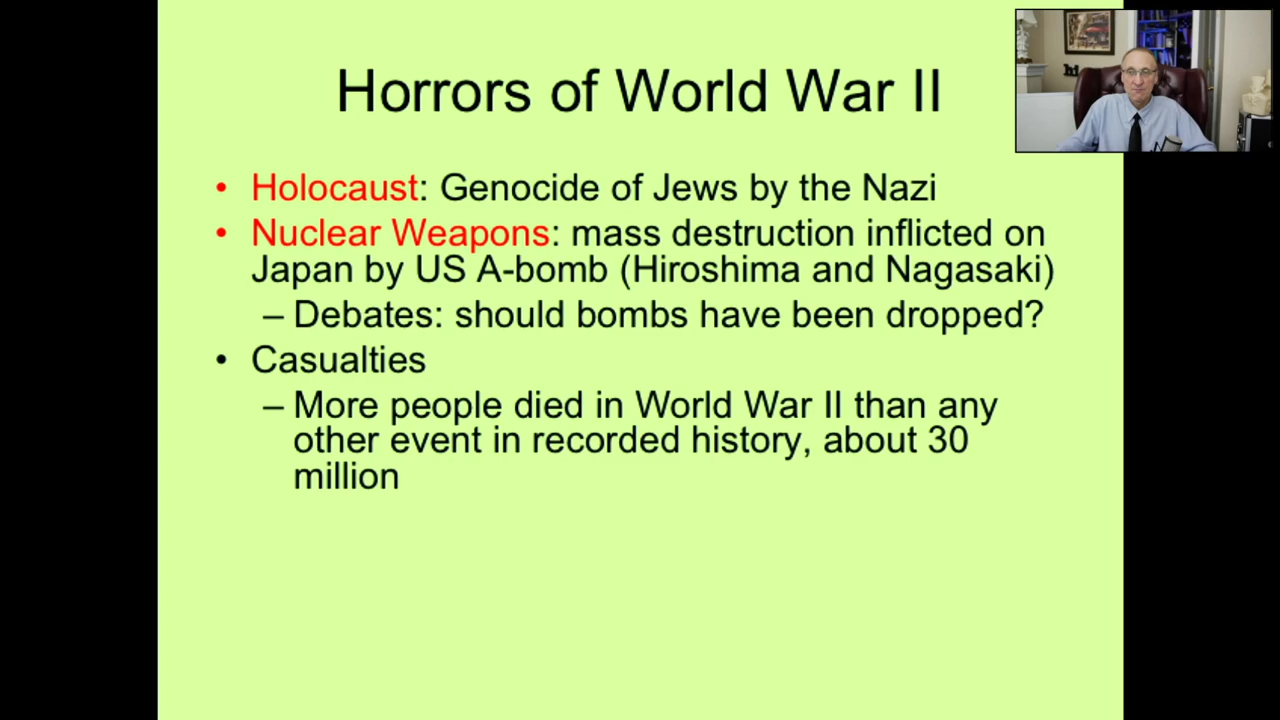 Horrors of World War II
• Holocaust: Genocide of Jews by the Nazi
• Nuclear Weapons: mass destruction inflicted on
Japan by US A-bomb (Hiroshima and Nagasaki)
– Debates: should bombs have been dropped?
• Casualties
– More people died in World War II than any
other event in recorded history, about 30
million